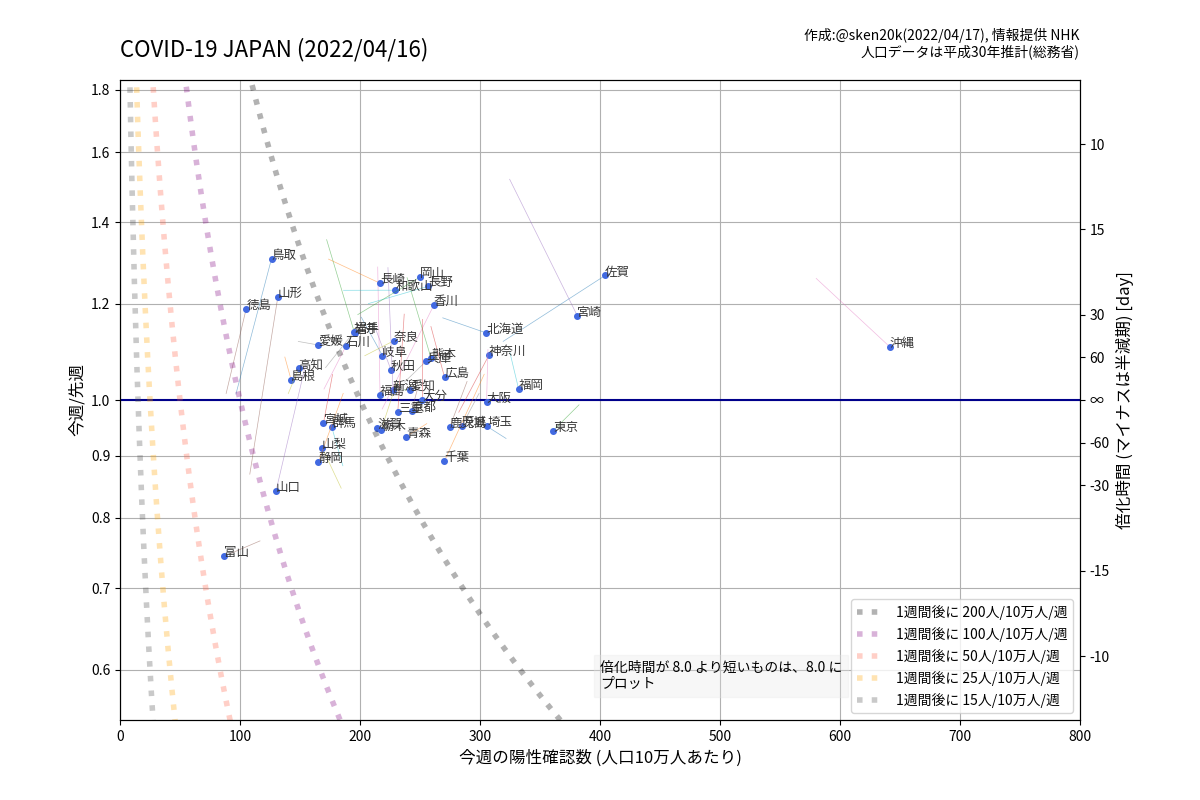 COVID-19 JAPAN (2022/04/16)
作成:@sken20k(2022/04/17), 情報提供 NHK
人口データは平成30年推計(総務省)
今週/先週
1.8
1.6
1.4
1.2
1.0
0.9
0.8
0.7
0.6
鳥取
山形
徳島
長崎
岡山
長野
和歌山
香川
佐賀
宮崎
沖縄
北海道
愛媛
石川
奈良
岐阜
秋田
熊本
兵庫
神奈川
高知
島根
広島
福岡
福島
新潟
愛知
大分
大阪
三重
京都
宮城
群馬
滋賀
栃木
青森
鹿児島
茨城
埼玉
東京
山梨
静岡
千葉
山口
富山
10
15
30
60
∞
-60
-30
-15
-10
倍化時間 (マイナスは半減期) [day]
倍化時間が 8.0 より短いものは、8.0 に
プロット
1週間後に 200人/10万人/週
1週間後に 100人/10万人/週
1週間後に 50人/10万人/週
1週間後に 25人/10万人/週
1週間後に 15人/10万人/週
0 100 200 300 400 500 600 700 800
今週の陽性確認数 (人口10万人あたり)